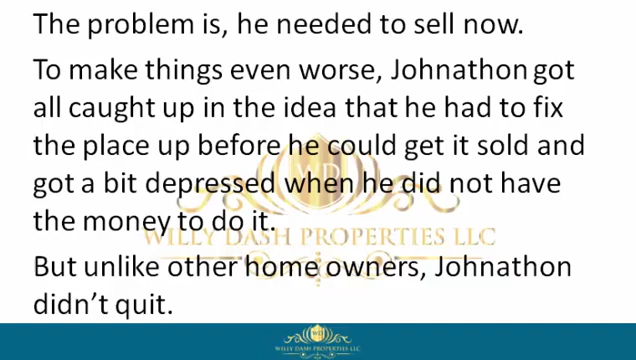 The problem is, he needed to sell now.
To make things even worse, Johnathon got
all caught up in the idea that he had to fix
the place up before he could get it sold and
got a bit depressed when he did not have
the money to do it.
WILLY DASH PROPERTIES LLC
But unlike other home owners, Johnathon
didn't quit.
WILLY DASH PROPERTIES LLC